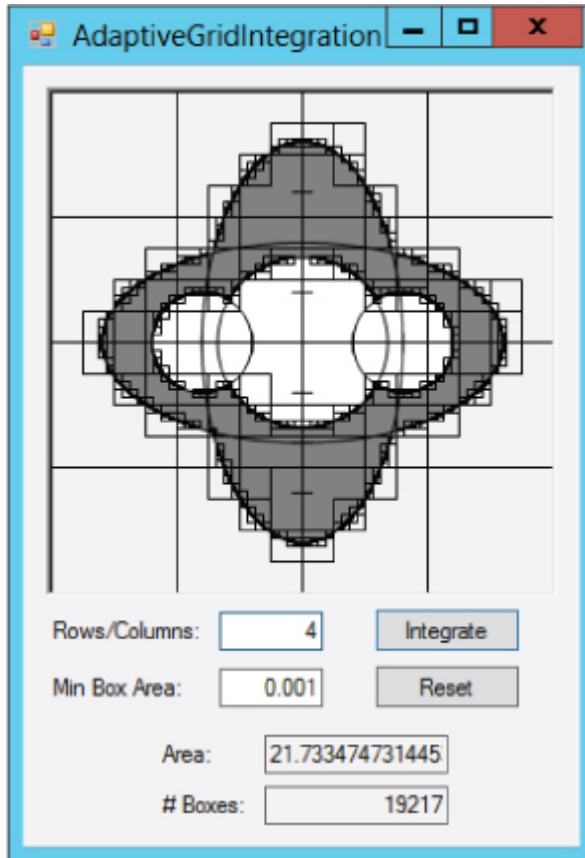 AdaptiveGridIntegration
Rows/Columns: 4 Integrate
Min Box Area: 0.001 Reset
Area: 21.733474731445
# Boxes: 19217